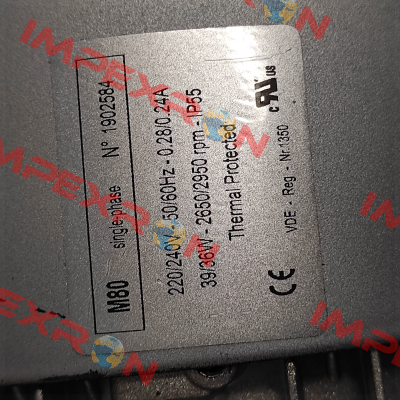 M80 single-phase N° 1902584
220/240V - 50/60Hz - 0.28/0.24A
39/36W - 2650/2950 rpm - IP55
Thermal Protected
CE VDE - Reg - Nr.1350 c UR us
IMPEXRON